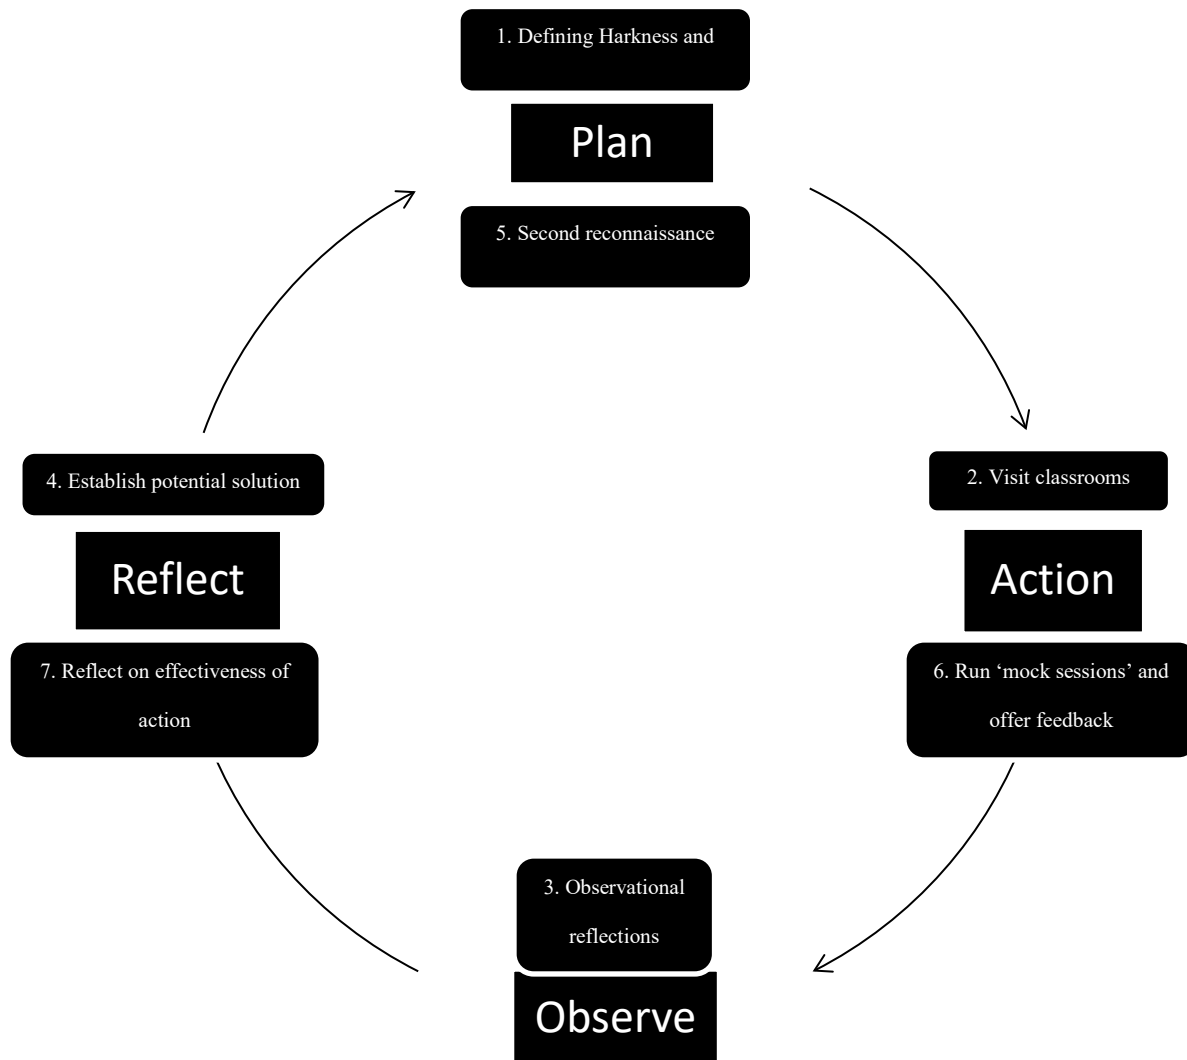 1. Defining Harkness and
Plan
5. Second reconnaissance
4. Establish potential solution
2. Visit classrooms
Reflect
Action
7. Reflect on effectiveness of
action
6. Run ‘mock sessions’ and
offer feedback
3. Observational
reflections
Observe